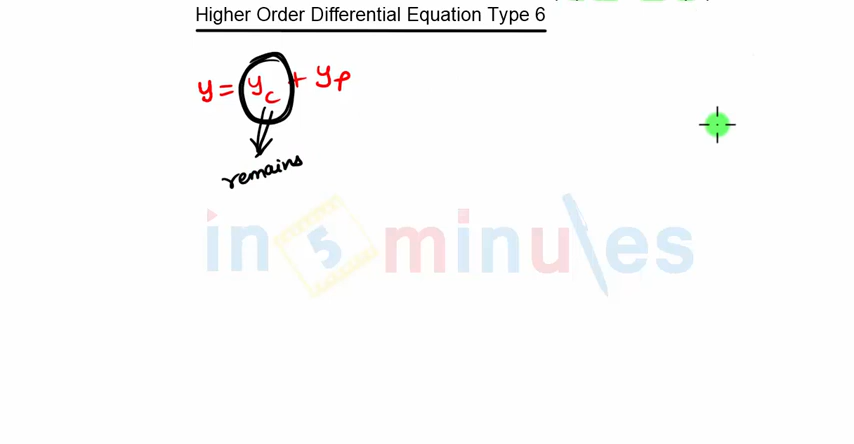 Higher Order Differential Equation Type 6
y = yc + yp
remains
in 5 minutes